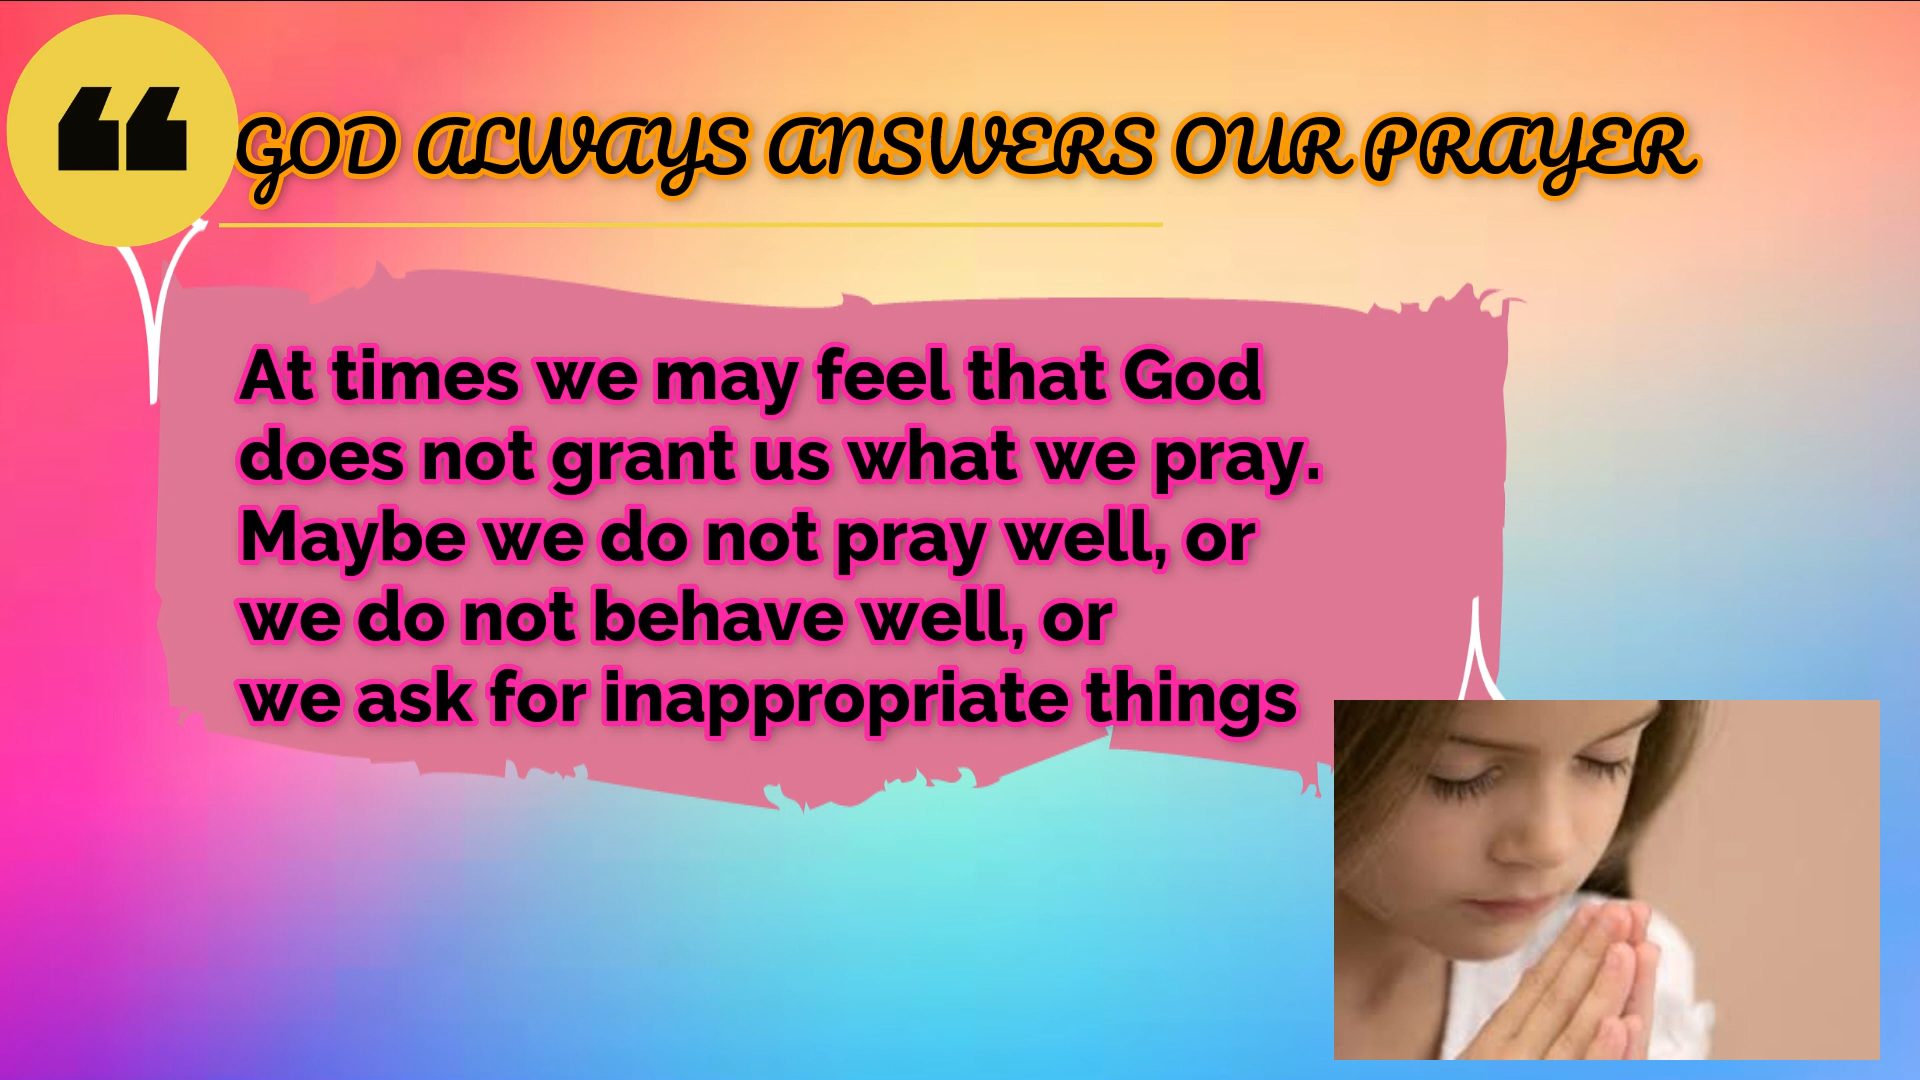 ❝
GOD ALWAYS ANSWERS OUR PRAYER
At times we may feel that God
does not grant us what we pray.
Maybe we do not pray well, or
we do not behave well, or
we ask for inappropriate things